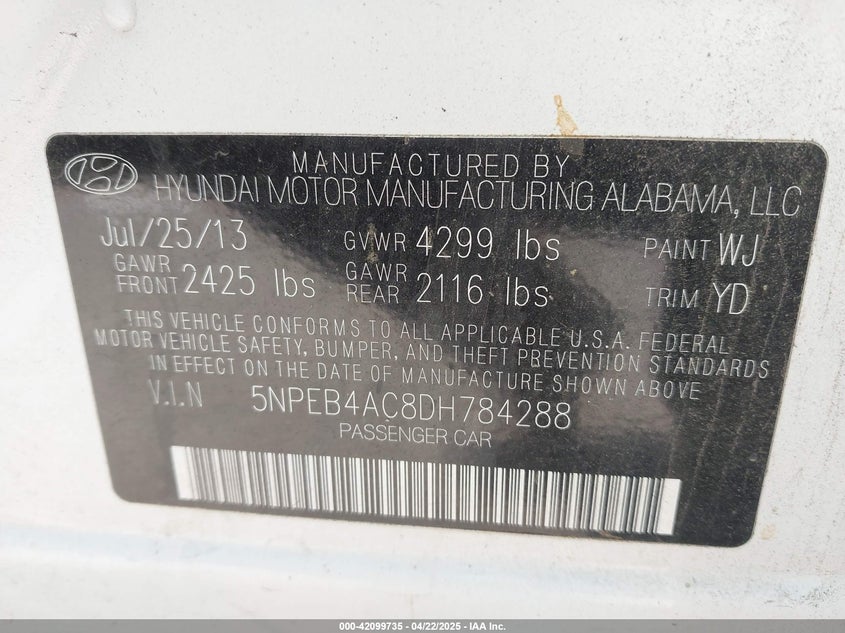 MANUFACTURED BY
HYUNDAI MOTOR MANUFACTURING ALABAMA, LLC
Jul/25/13 GVWR 4299 lbs PAINT WJ
GAWR FRONT 2425 lbs GAWR REAR 2116 lbs TRIM YD
THIS VEHICLE CONFORMS TO ALL APPLICABLE U.S.A. FEDERAL
MOTOR VEHICLE SAFETY, BUMPER, AND THEFT PREVENTION STANDARDS
IN EFFECT ON THE DATE OF MANUFACTURE SHOWN ABOVE
V.I.N 5NPEB4AC8DH784288
PASSENGER CAR
000-42099735 - 04/22/2025 - IAA Inc.